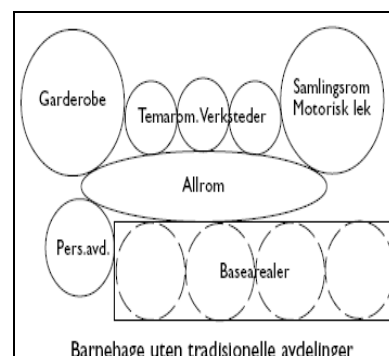 Garderobe
Temarom.Verksteder
Samlingsrom
Motorisk lek
Allrom
Pers.avd.
Basearealer
Barnehage uten tradisjonelle avdelinger